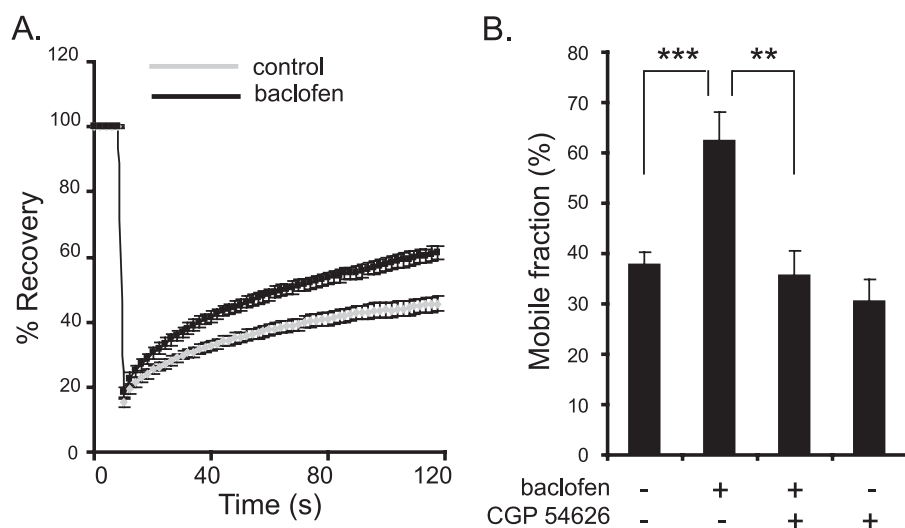 A.
control
baclofen
% Recovery
120
100
80
60
40
20
0
0 40 80 120
Time (s)
B.
*** **
Mobile fraction (%)
80
70
60
50
40
30
20
10
0
baclofen - + + -
CGP 54626 - - + +